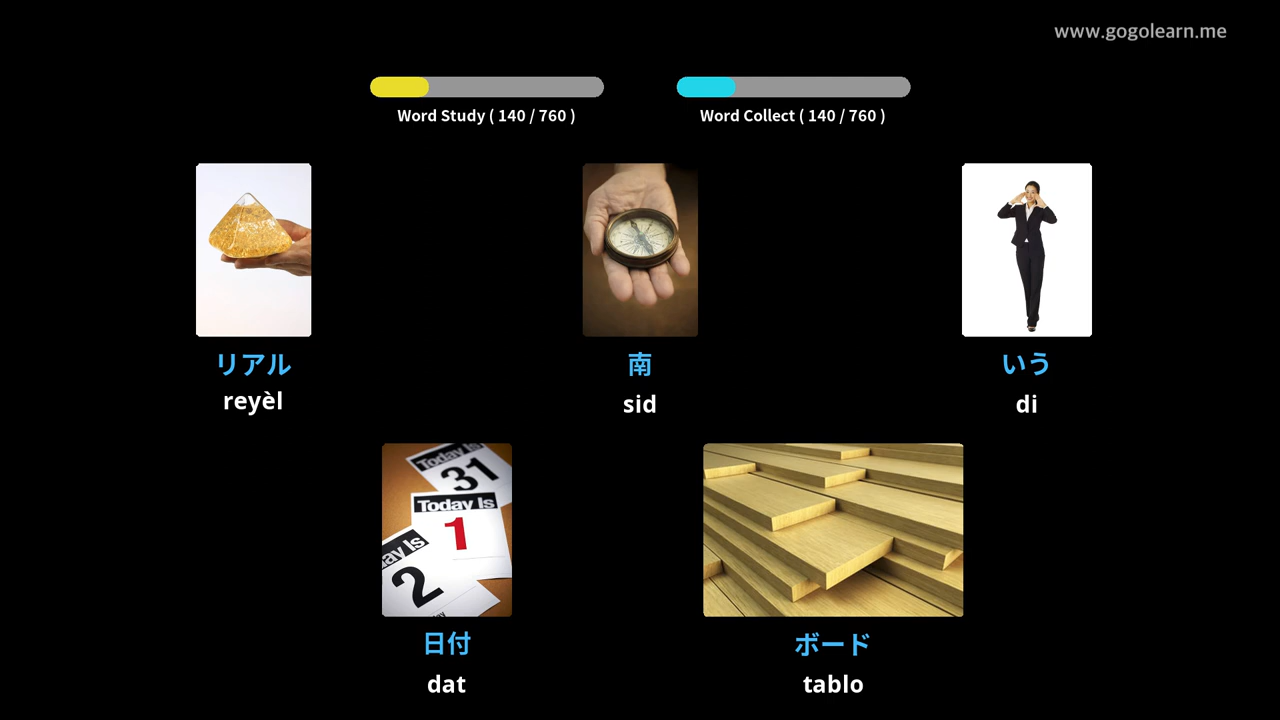 www.gogolearn.me
Word Study ( 140 / 760 )
Word Collect ( 140 / 760 )
リアル
reyèl
南
sid
いう
di
Today Is
31
Today Is
1
ay Is
2
日付
dat
ボード
tablo